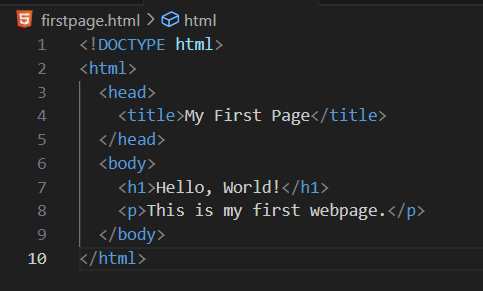 firstpage.html > html
1 <!DOCTYPE html>
2 <html>
3   <head>
4     <title>My First Page</title>
5   </head>
6   <body>
7     <h1>Hello, World!</h1>
8     <p>This is my first webpage.</p>
9   </body>
10 </html>